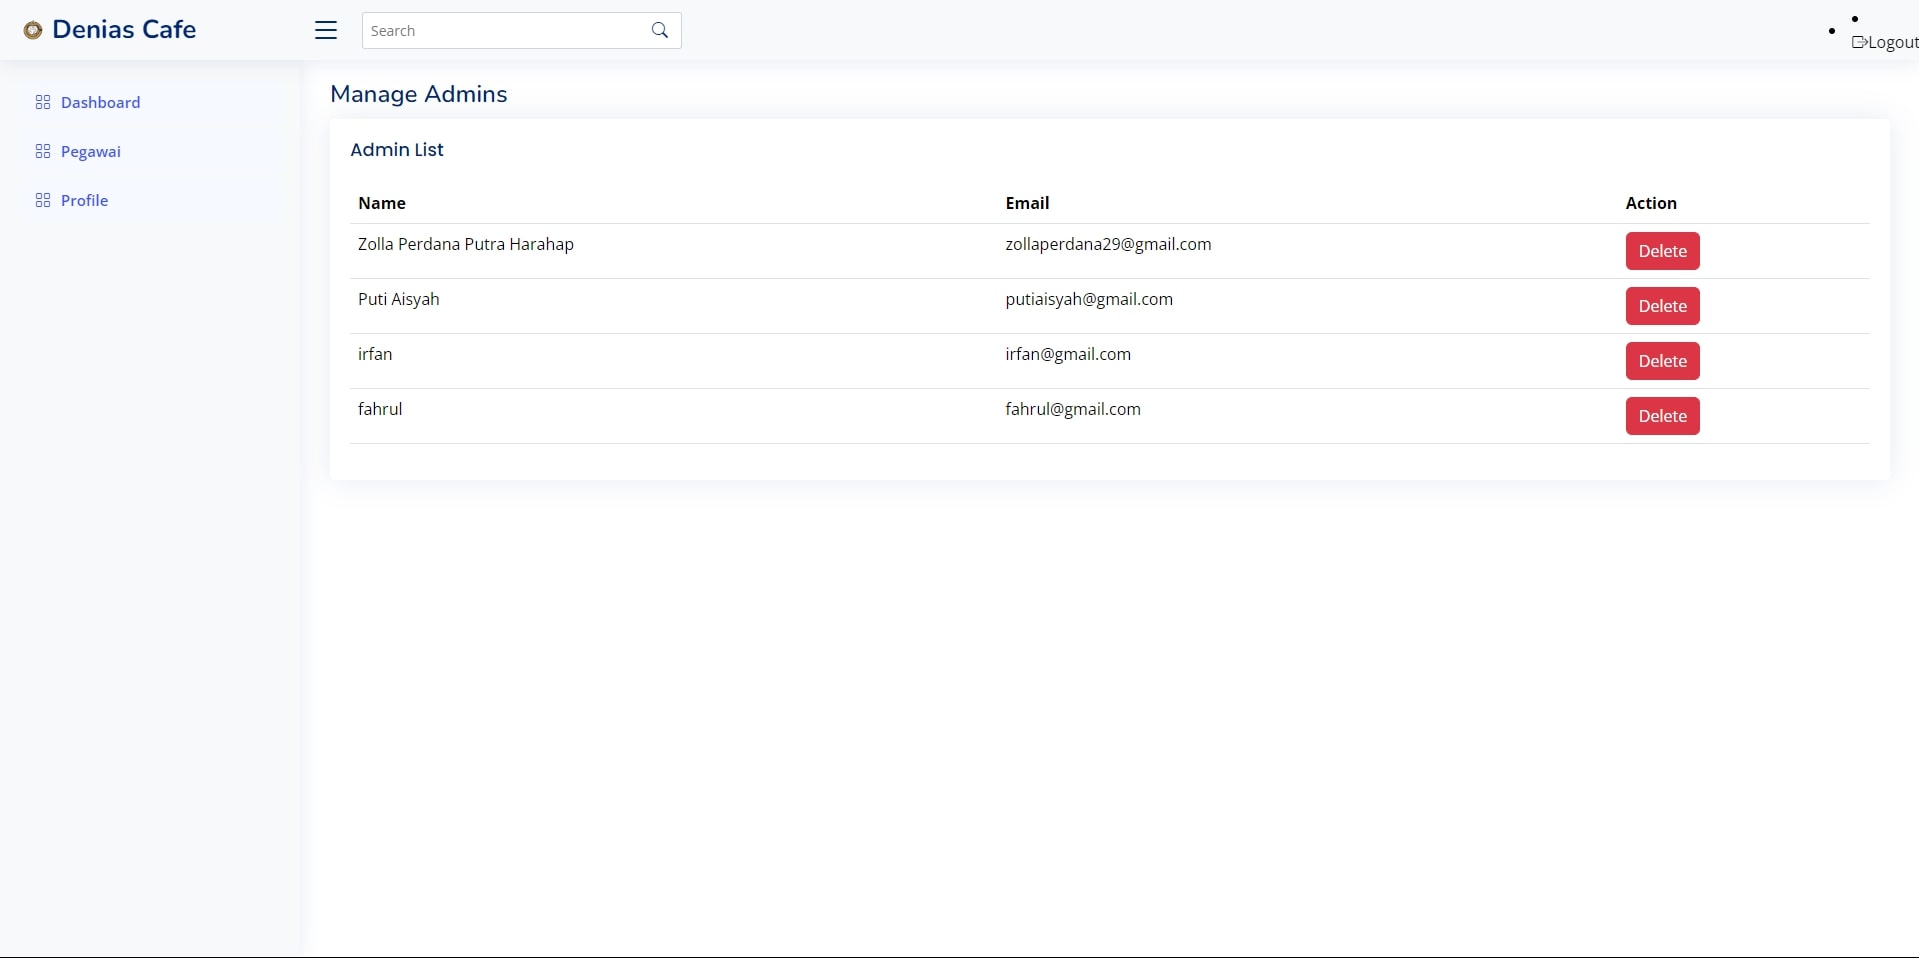 Denias Cafe
Search
Logout
Dashboard
Pegawai
Profile
Manage Admins
Admin List
Name Email Action
Zolla Perdana Putra Harahap zollaperdana29@gmail.com Delete
Puti Aisyah putiaisyah@gmail.com Delete
irfan irfan@gmail.com Delete
fahrul fahrul@gmail.com Delete